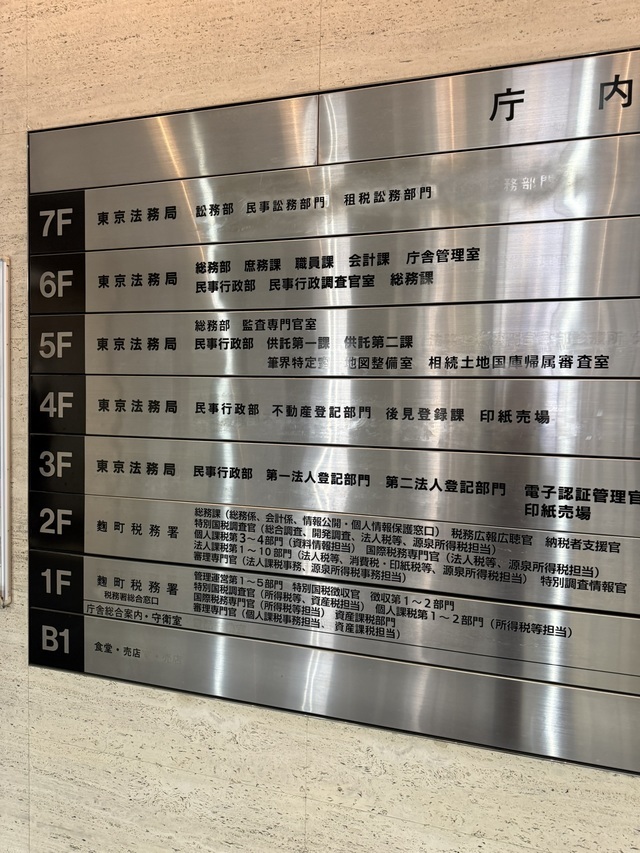 庁 内
7F 東京法務局 訟務部 民事訟務部門 租税訟務部門
務部門
6F 東京法務局 総務部 庶務課 職員課 会計課 庁舎管理室
民事行政部 民事行政調査官室 総務課
5F 東京法務局 総務部 監査専門官室
民事行政部 供託第一課 供託第二課
筆界特定室 地図整備室 相続土地国庫帰属審査室
4F 東京法務局 民事行政部 不動産登記部門 後見登録課 印紙売場
3F 東京法務局 民事行政部 第一法人登記部門 第二法人登記部門 電子認証管理官
印紙売場
2F 麹町税務署 総務課（総務係、会計係、情報公開・個人情報保護窓口） 税務広報広聴官 納税者支援官
特別国税調査官（総合調査、開発調査、法人税等、源泉所得税担当）
個人課税第3～4部門（資料情報担当） 国際税務専門官（法人税等、源泉所得税担当）
法人課税第1～10部門（法人税等、消費税・印紙税等、源泉所得税担当） 特別調査情報官
審理専門官（法人課税事務担当、源泉所得税事務担当）
1F 麹町税務署 管理運営第1～5部門 特別国税徴収官 徴収第1～2部門
税務署総合窓口 特別国税調査官（所得税等、資産税担当） 個人課税第1～2部門（所得税等担当）
国際税務専門官（所得税等担当） 資産課税部門
庁舎総合案内・守衛室 審理専門官（個人課税事務担当、資産課税担当）
B1 食堂・売店